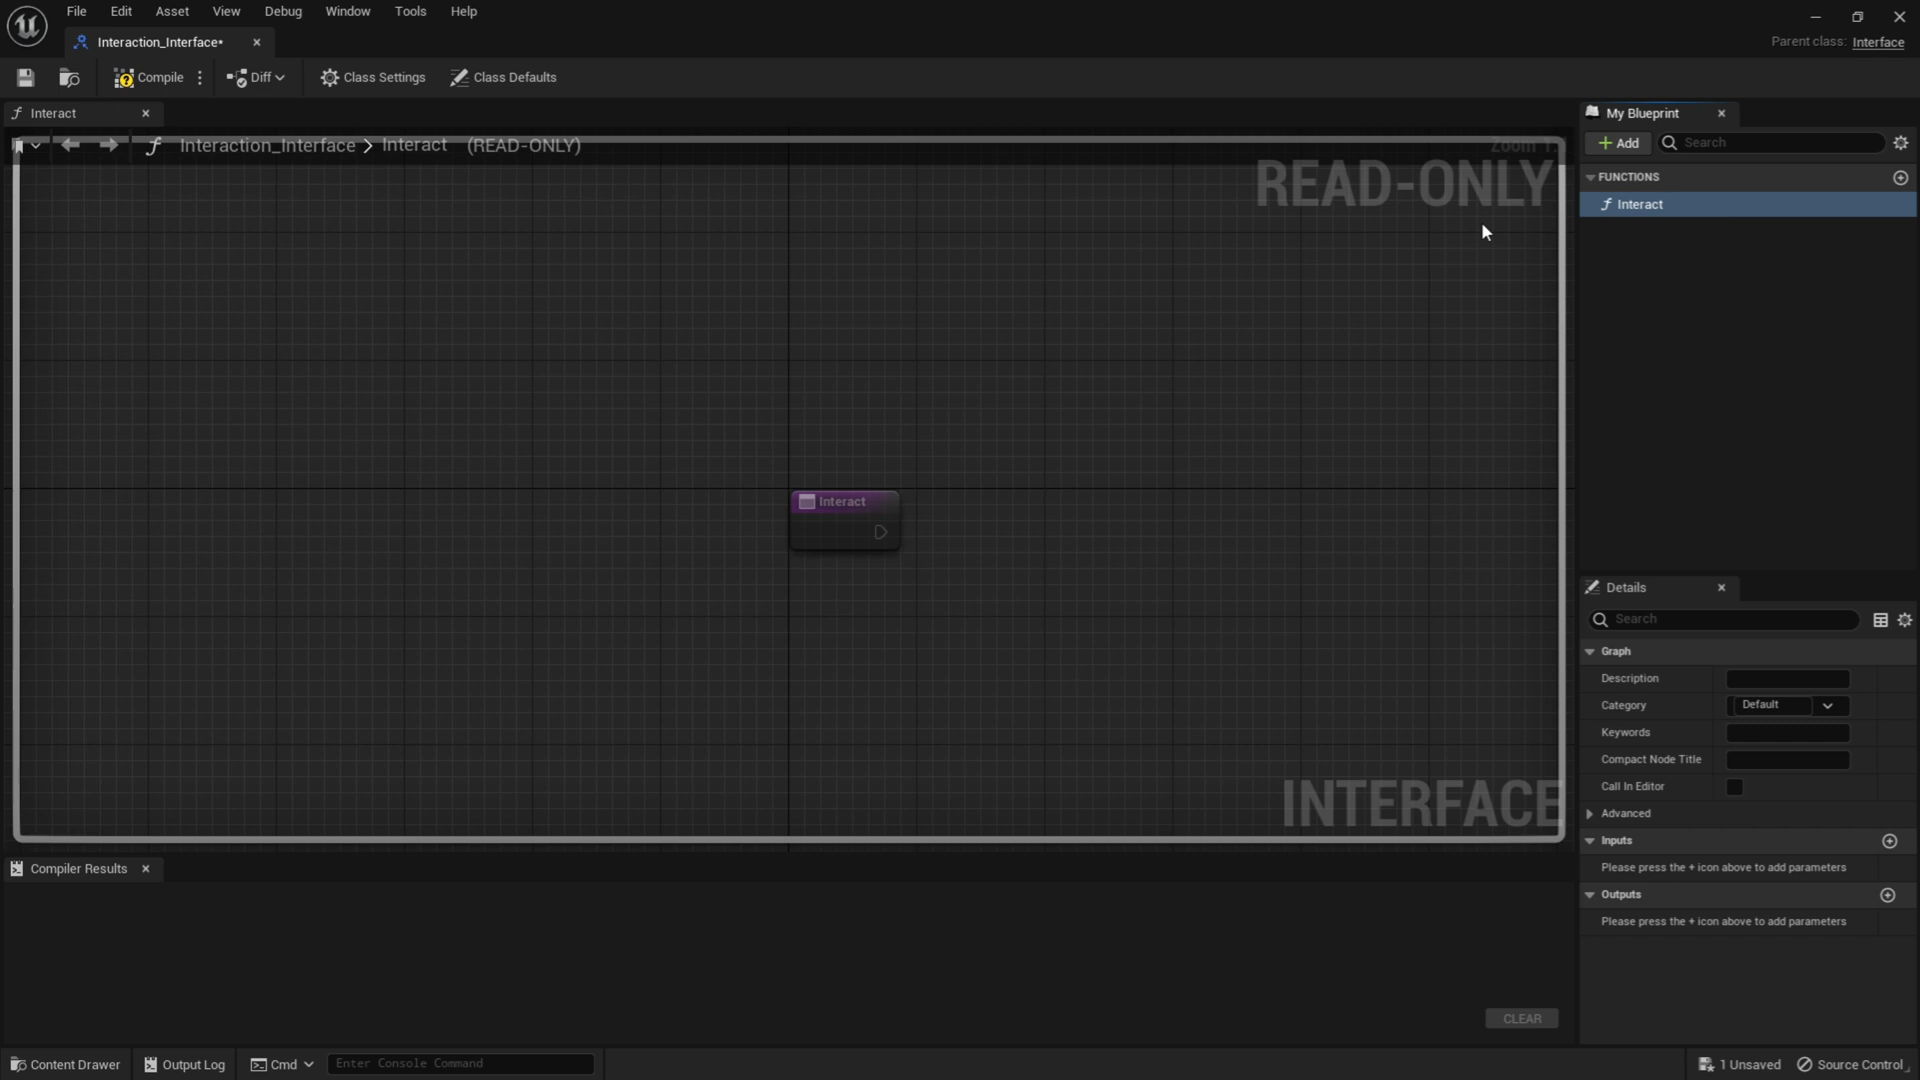 File Edit Asset View Debug Window Tools Help
Interaction_Interface*
Parent class: Interface
Compile Diff Class Settings Class Defaults
Interact
Interaction_Interface > Interact (READ-ONLY)
Zoom
READ-ONLY
Interact
INTERFACE
My Blueprint
+ Add Search
FUNCTIONS
Interact
Details
Search
Graph
Description
Category Default
Keywords
Compact Node Title
Call In Editor
Advanced
Inputs
Please press the + icon above to add parameters
Outputs
Please press the + icon above to add parameters
Compiler Results
CLEAR
Content Drawer Output Log Cmd Enter Console Command 1 Unsaved Source Control